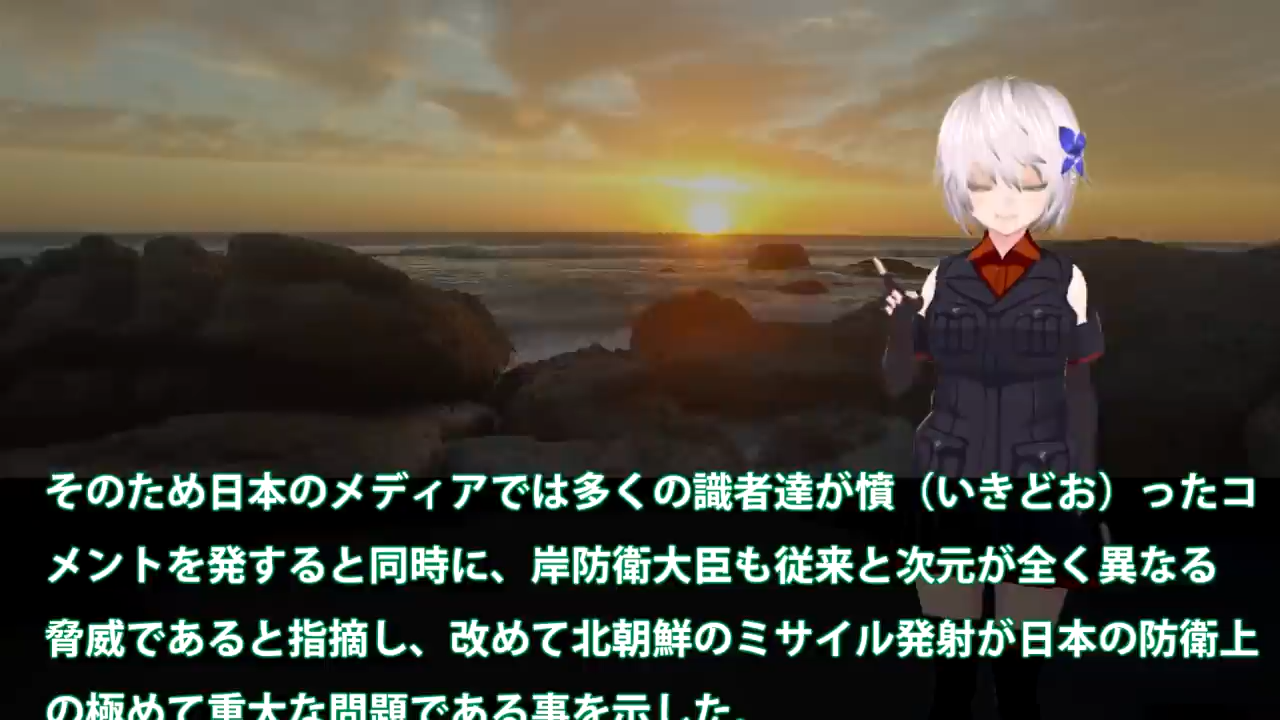 そのため日本のメディアでは多くの識者達が憤（いきどお）ったコ
メントを発すると同時に、岸防衛大臣も従来と次元が全く異なる
脅威であると指摘し、改めて北朝鮮のミサイル発射が日本の防衛上
の極めて重大な問題である事を示した。